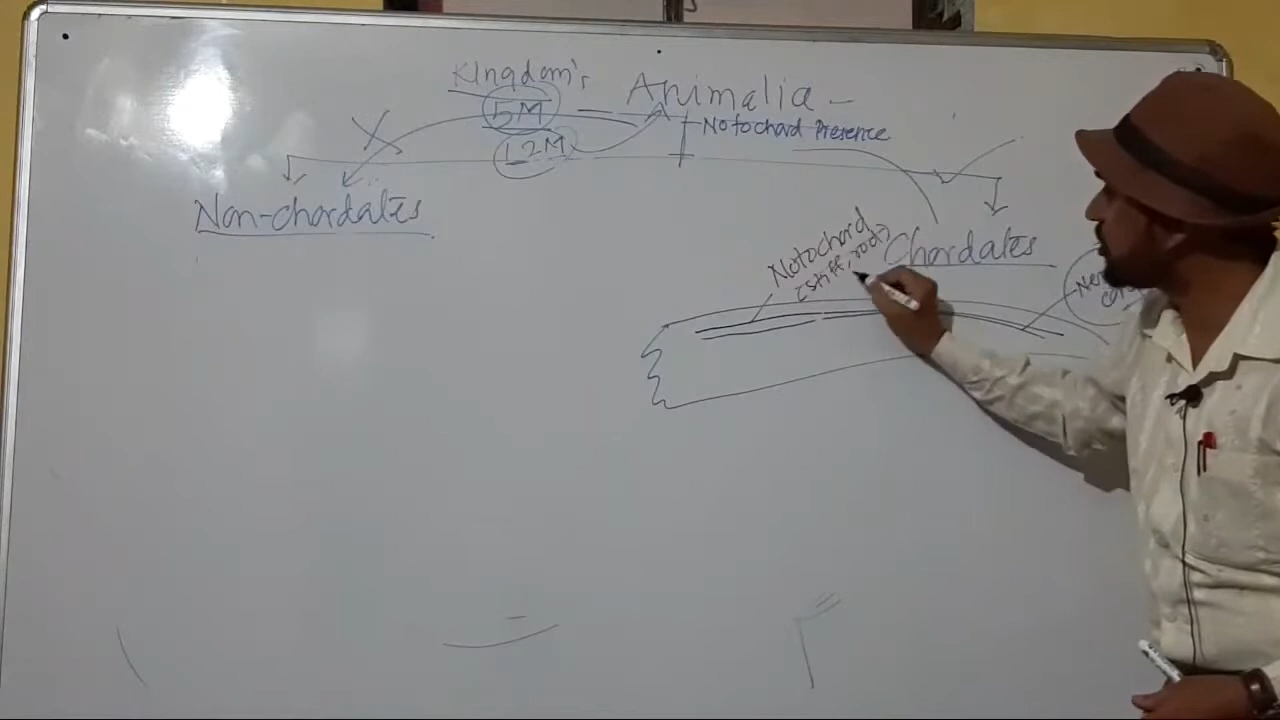 Kingdom's
Animalia -
5M
Notochord Presence
1.2M
Non-chordates
Chordates
Notochord
(stiff, rod)